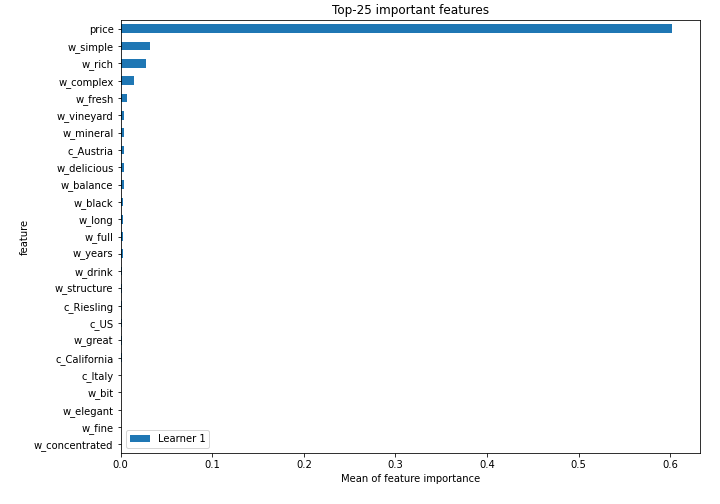 Top-25 important features
price
w_simple
w_rich
w_complex
w_fresh
w_vineyard
w_mineral
c_Austria
w_delicious
w_balance
w_black
w_long
w_full
w_years
w_drink
w_structure
c_Riesling
c_US
w_great
c_California
c_Italy
w_bit
w_elegant
w_fine
w_concentrated
feature
Learner 1
0.0 0.1 0.2 0.3 0.4 0.5 0.6
Mean of feature importance